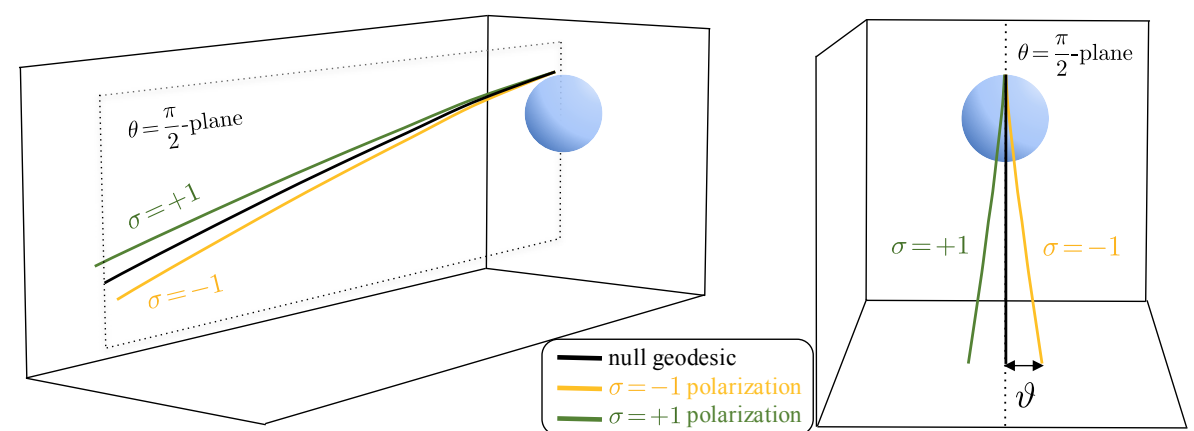 θ = π/2-plane
σ = +1
σ = −1
null geodesic
σ = −1 polarization
σ = +1 polarization
θ = π/2-plane
σ = +1
σ = −1
ϑ